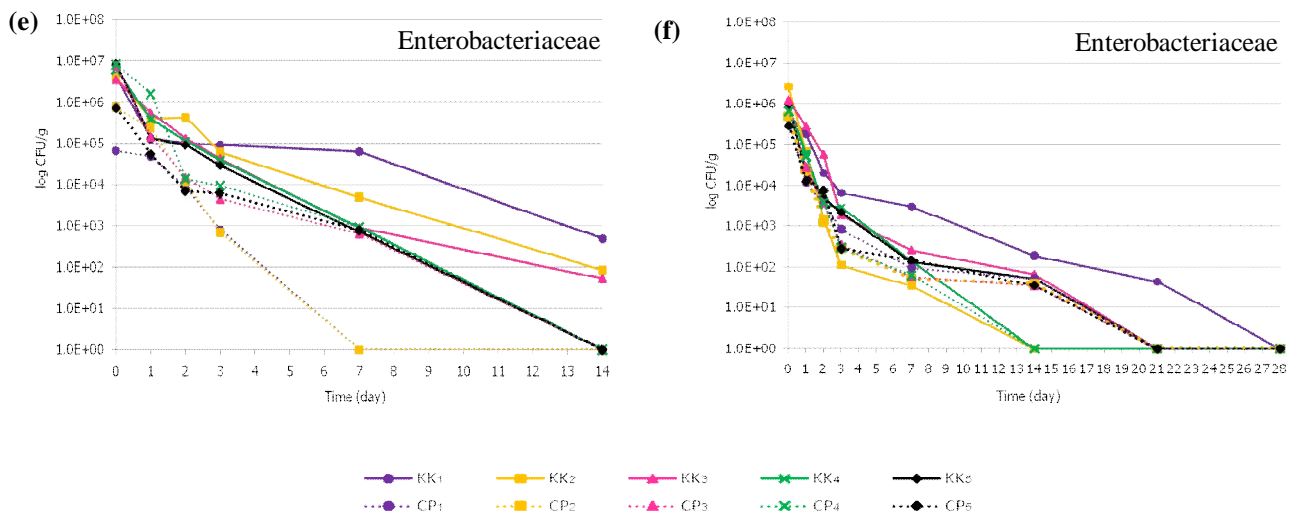 (e)
Enterobacteriaceae
1.0E+08
1.0E+07
1.0E+06
1.0E+05
1.0E+04
1.0E+03
1.0E+02
1.0E+01
1.0E+00
log CFU/g
0 1 2 3 4 5 6 7 8 9 10 11 12 13 14
Time (day)
(f)
Enterobacteriaceae
1.0E+08
1.0E+07
1.0E+06
1.0E+05
1.0E+04
1.0E+03
1.0E+02
1.0E+01
1.0E+00
log CFU/g
0 1 2 3 4 5 6 7 8 9 10 11 12 13 14 15 16 17 18 19 20 21 22 23 24 25 26 27 28
Time (day)
KK1 KK2 KK3 KK4 KK5
CP1 CP2 CP3 CP4 CP5